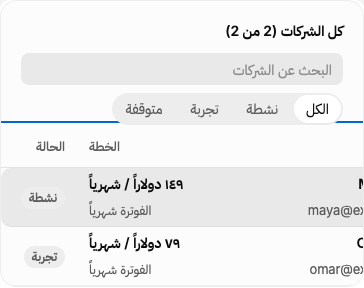 كل الشركات (2 من 2)
البحث عن الشركات
الكل نشطة تجربة متوقفة
الخطة الحالة
١٤٩ دولاراً / شهرياً نشطة
maya@ex الفوترة شهرياً
٧٩ دولاراً / شهرياً تجربة
omar@ex الفوترة شهرياً